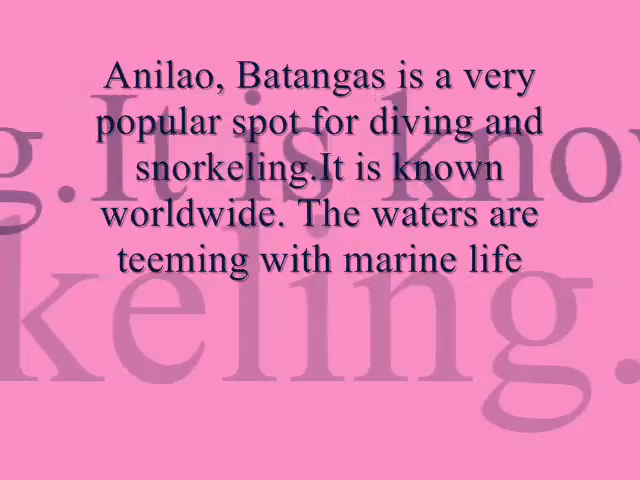 Anilao, Batangas is a very
popular spot for diving and
snorkeling.It is known
worldwide. The waters are
teeming with marine life
g.It is know
keling.